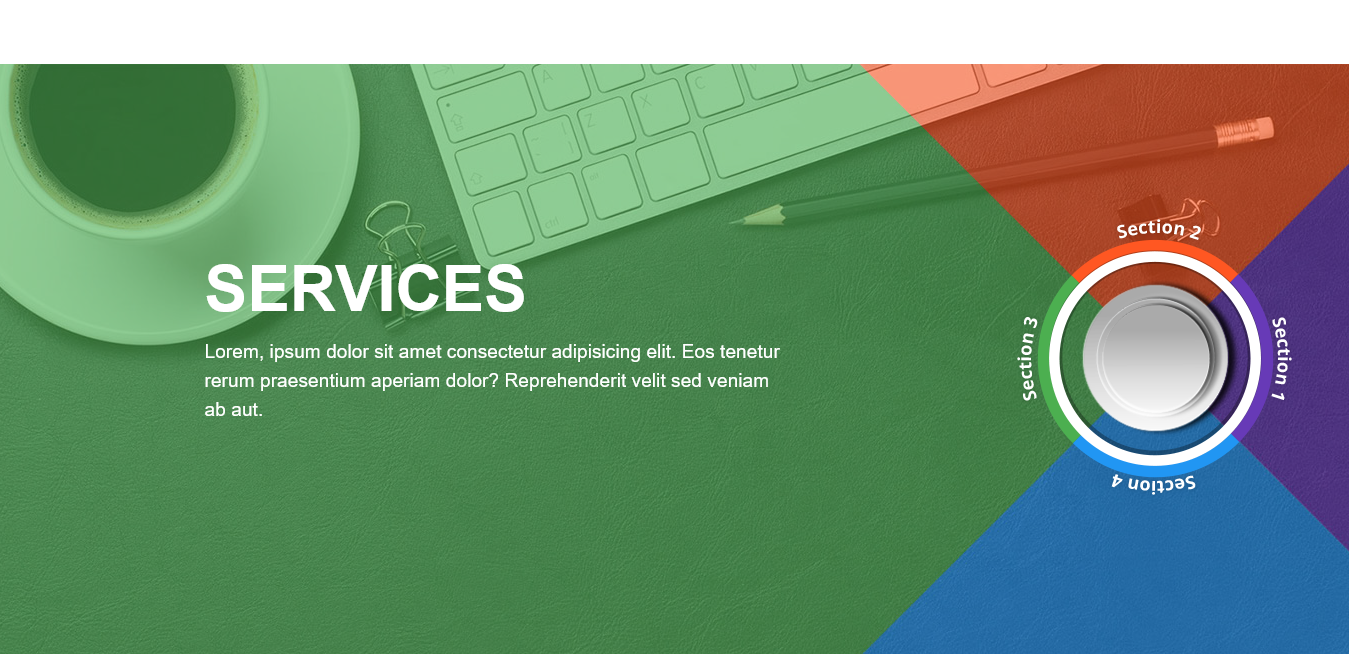 A
C
Z
X
ctrl
Section 2
SERVICES
Section 3
Section 1
Lorem, ipsum dolor sit amet consectetur adipisicing elit. Eos tenetur
rerum praesentium aperiam dolor? Reprehenderit velit sed veniam
ab aut.
Section 4